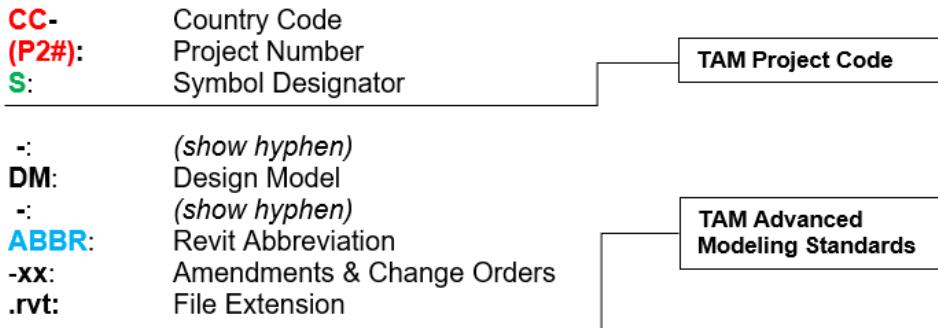 CC- Country Code
(P2#): Project Number
S: Symbol Designator
TAM Project Code
-: (show hyphen)
DM: Design Model
-: (show hyphen)
ABBR: Revit Abbreviation
-xx: Amendments & Change Orders
.rvt: File Extension
TAM Advanced
Modeling Standards